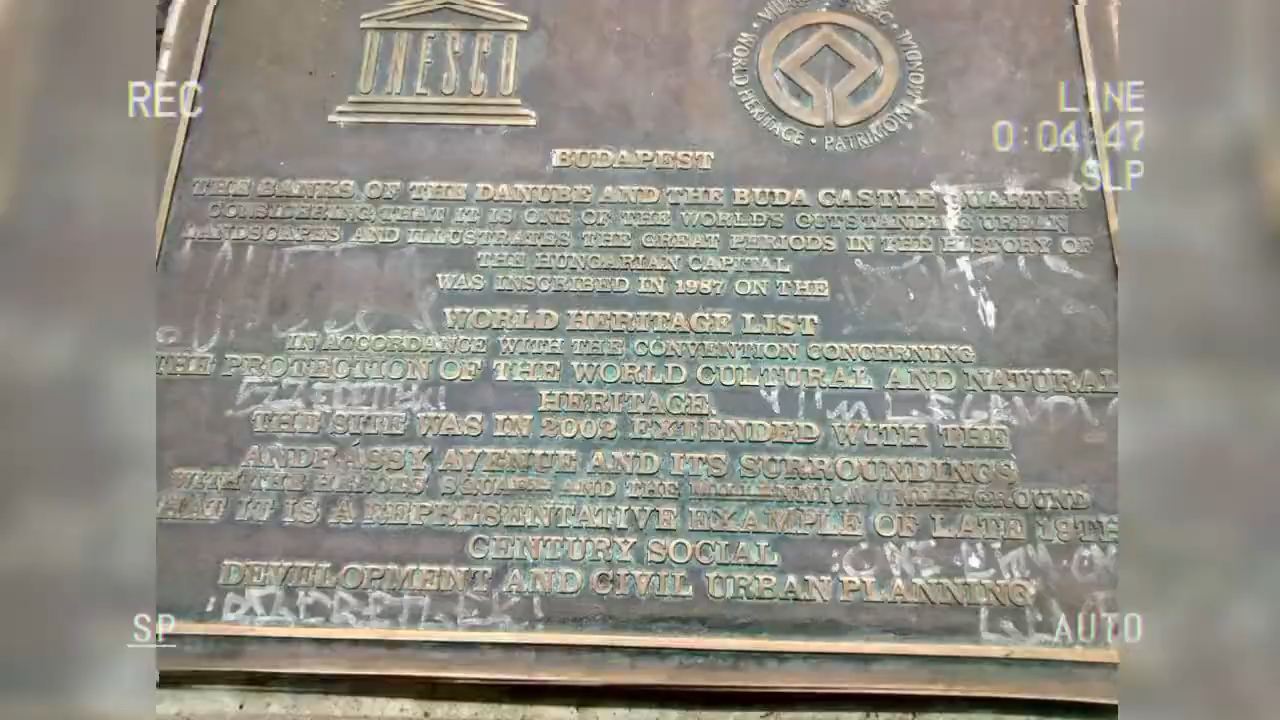 UNESCO
WORLD HERITAGE • PATRIMOINE
REC
LINE
0:04:47
SLP
BUDAPEST
THE BANKS OF THE DANUBE AND THE BUDA CASTLE QUARTER
CONSIDERING THAT IT IS ONE OF THE WORLD'S OUTSTANDING URBEN
LANDSCAPES AND ILLUSTRATES THE GREAT PERIODS IN THE HISTORY OF
THE HUNGARIAN CAPITAL
WAS INSCRIBED IN 1987 ON THE
WORLD HERITAGE LIST
IN ACCORDANCE WITH THE CONVENTION CONCERNING
THE PROTECTION OF THE WORLD CULTURAL AND NATURAL
HERITAGE.
THE SITE WAS IN 2002 EXTENDED WITH THE
ANDRASSY AVENUE AND ITS SURROUNDINGS
WITH THE HEROES SQUARE AND THE MILLENNIUM UNDERGROUND
THAT IT IS A REPRESENTATIVE EXAMPLE OF LATE 19TH
CENTURY SOCIAL
DEVELOPMENT AND CIVIL URBAN PLANNING
SP
AUTO